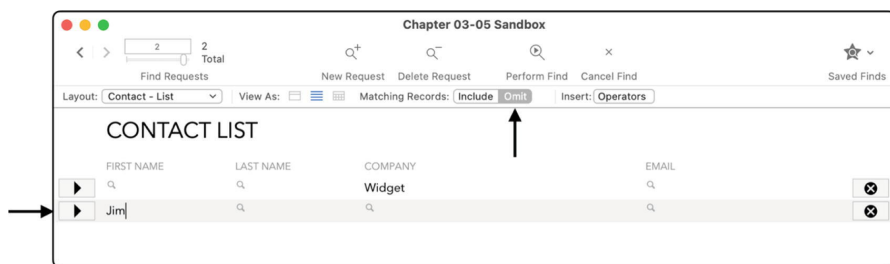 Chapter 03-05 Sandbox
2 2 Total
Find Requests New Request Delete Request Perform Find Cancel Find Saved Finds
Layout: Contact - List View As: Matching Records: Include Omit Insert: Operators
CONTACT LIST
FIRST NAME LAST NAME COMPANY EMAIL
Widget
Jim